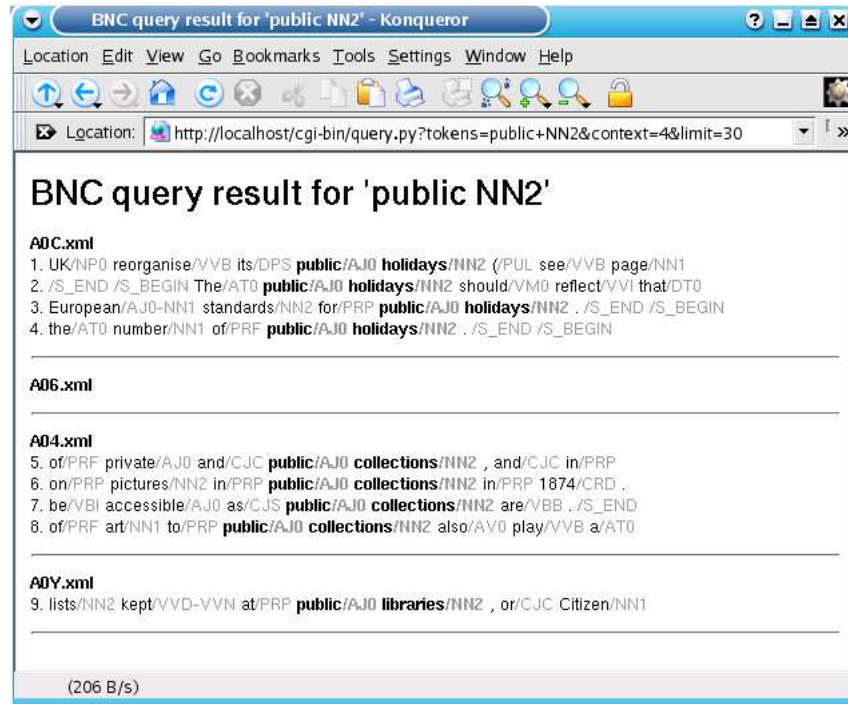 BNC query result for 'public NN2' - Konqueror
Location Edit View Go Bookmarks Tools Settings Window Help
Location: http://localhost/cgi-bin/query.py?tokens=public+NN2&context=4&limit=30
BNC query result for 'public NN2'
A0C.xml
1. UK/NP0 reorganise/VVB its/DPS public/AJ0 holidays/NN2 (/PUL see/VVB page/NN1
2. /S_END /S_BEGIN The/AT0 public/AJ0 holidays/NN2 should/VM0 reflect/VVI that/DT0
3. European/AJ0-NN1 standards/NN2 for/PRP public/AJ0 holidays/NN2 . /S_END /S_BEGIN
4. the/AT0 number/NN1 of/PRF public/AJ0 holidays/NN2 . /S_END /S_BEGIN
A06.xml
A04.xml
5. of/PRF private/AJ0 and/CJC public/AJ0 collections/NN2 , and/CJC in/PRP
6. on/PRP pictures/NN2 in/PRP public/AJ0 collections/NN2 in/PRP 1874/CRD .
7. be/VBI accessible/AJ0 as/CJS public/AJ0 collections/NN2 are/VBB . /S_END
8. of/PRF art/NN1 to/PRP public/AJ0 collections/NN2 also/AV0 play/VVB a/AT0
A0Y.xml
9. lists/NN2 kept/VVD-VVN at/PRP public/AJ0 libraries/NN2 , or/CJC Citizen/NN1
(206 B/s)